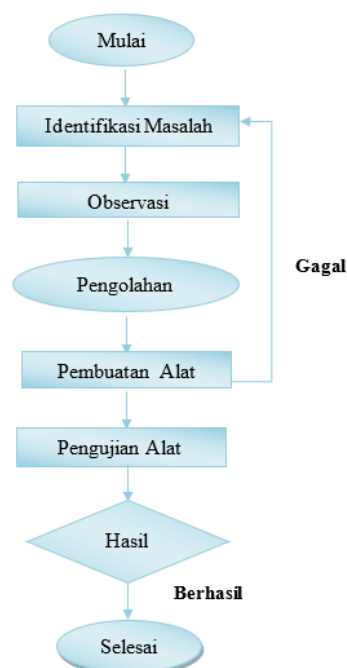 Mulai
Identifikasi Masalah
Observasi
Gagal
Pengolahan
Pembuatan Alat
Pengujian Alat
Hasil
Berhasil
Selesai